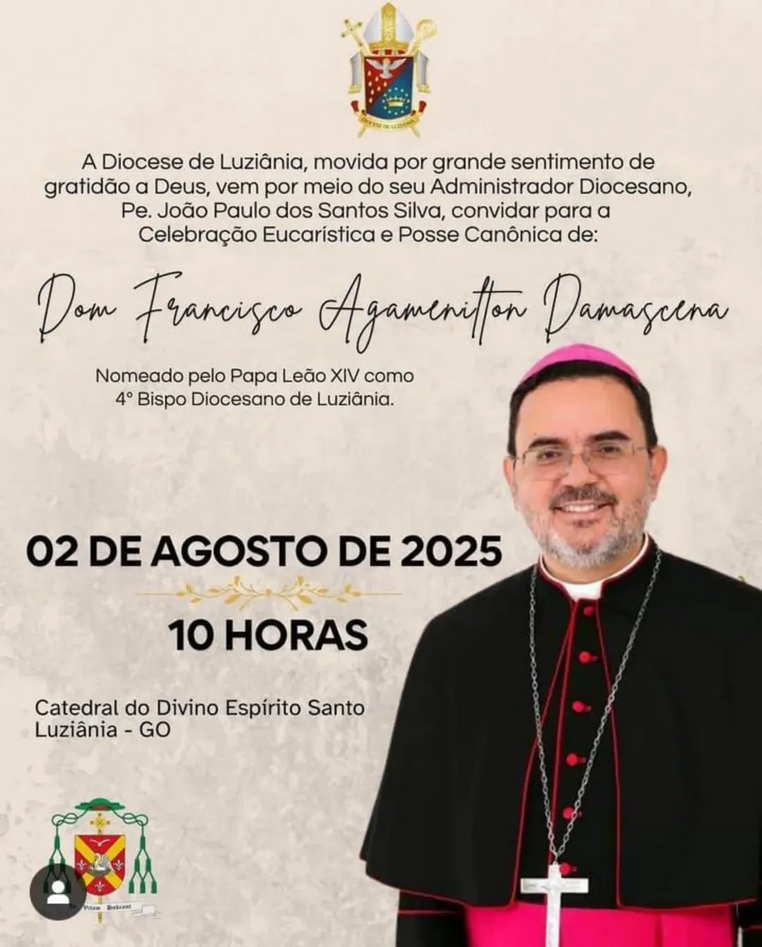 DIOCESE DE LUZIÂNIA
A Diocese de Luziânia, movida por grande sentimento de
gratidão a Deus, vem por meio do seu Administrador Diocesano,
Pe. João Paulo dos Santos Silva, convidar para a
Celebração Eucarística e Posse Canônica de:
Dom Francisco Agamenilton Damascena
Nomeado pelo Papa Leão XIV como
4º Bispo Diocesano de Luziânia.
02 DE AGOSTO DE 2025
10 HORAS
Catedral do Divino Espírito Santo
Luziânia - GO